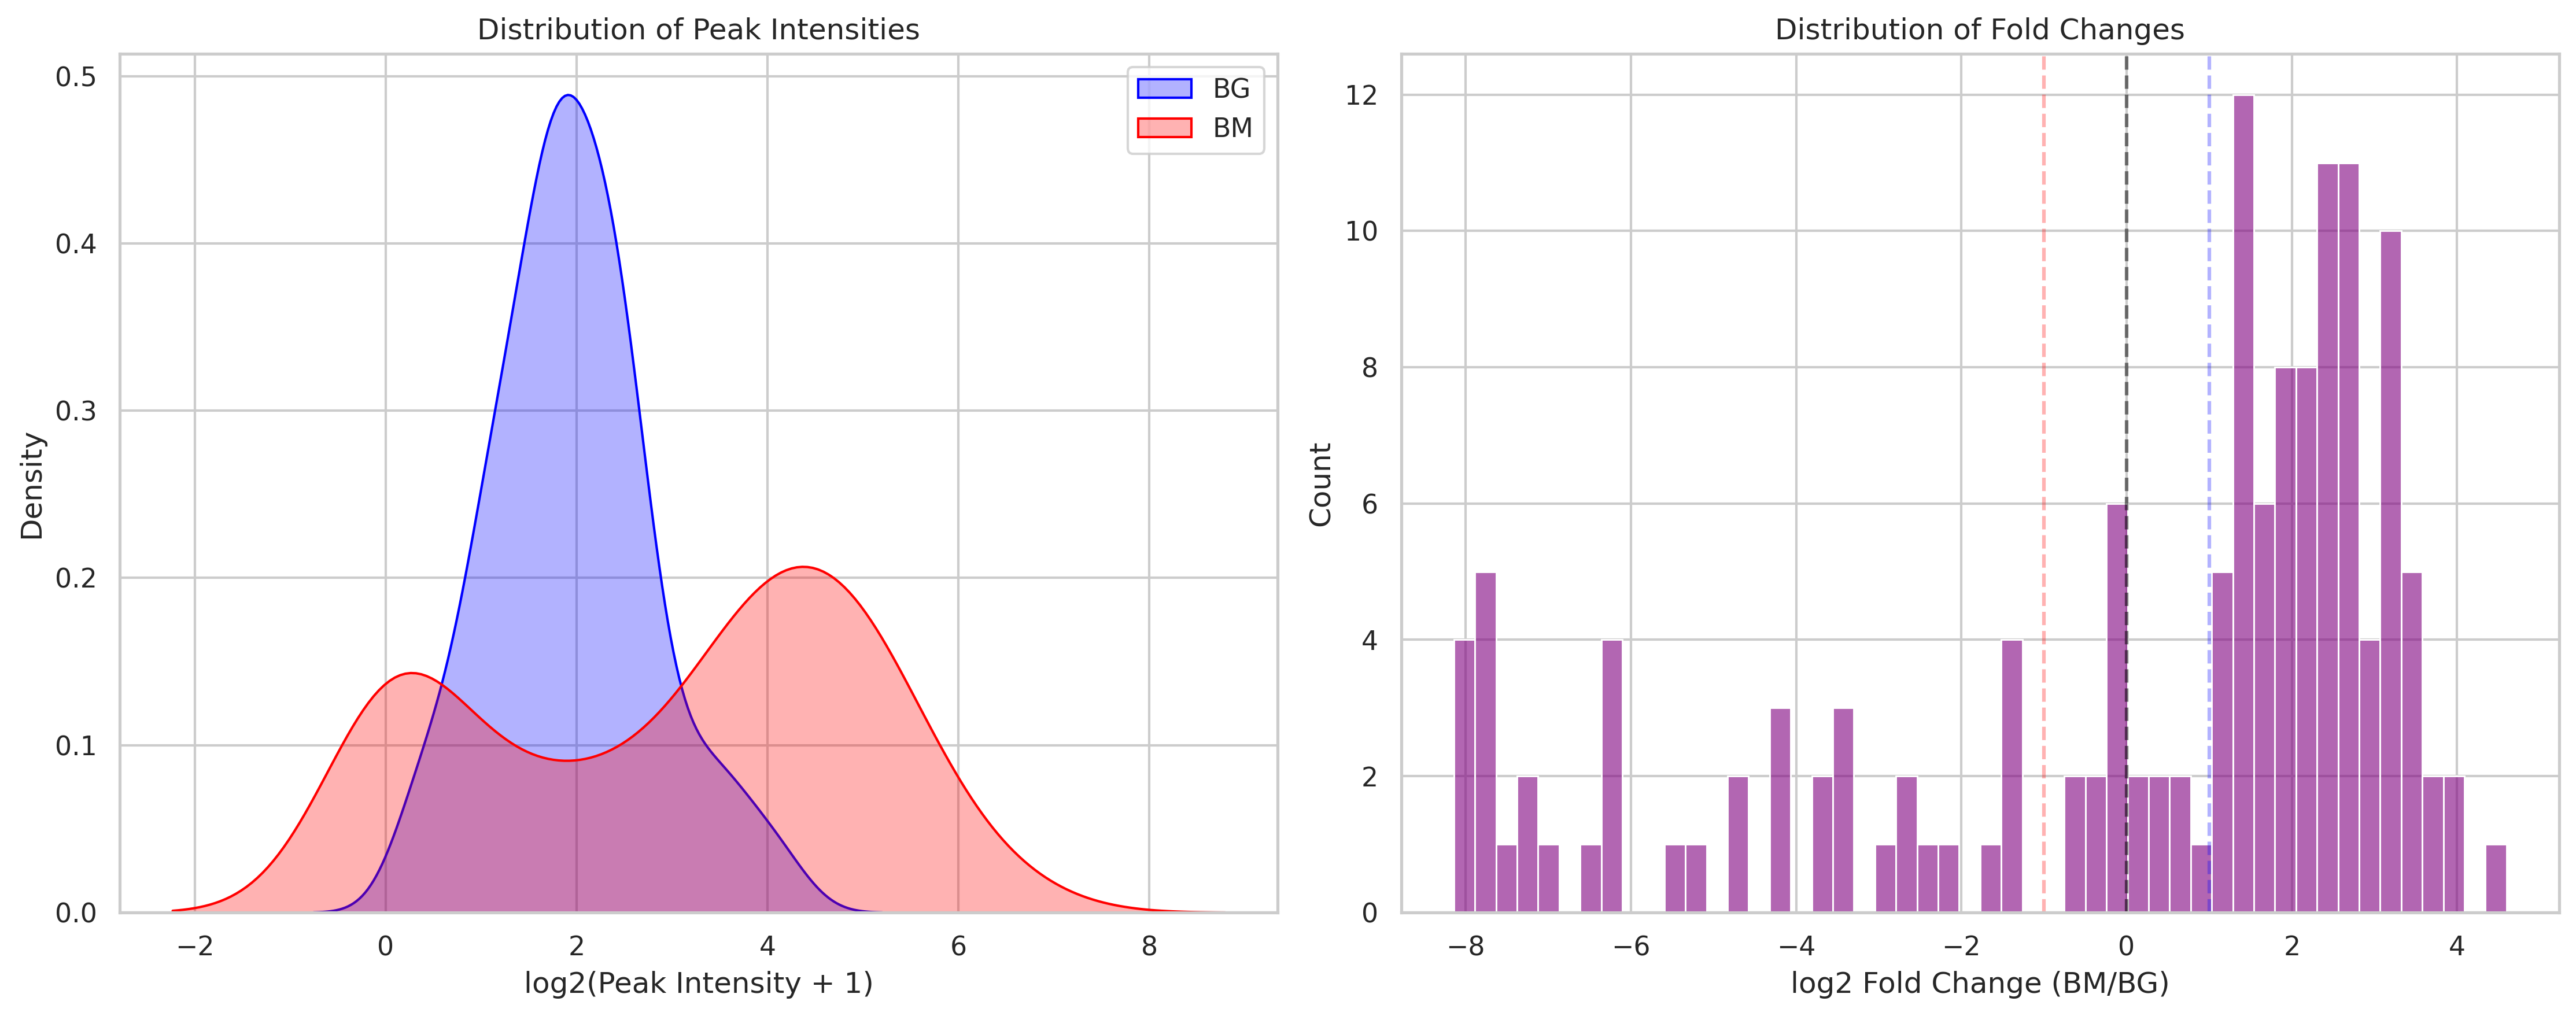 Distribution of Peak Intensities
0.5
0.4
0.3
0.2
0.1
0.0
Density
−2 0 2 4 6 8
log2(Peak Intensity + 1)
BG
BM
Distribution of Fold Changes
12
10
8
6
4
2
0
Count
−8 −6 −4 −2 0 2 4
log2 Fold Change (BM/BG)